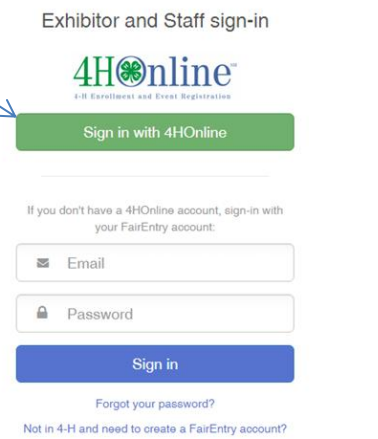 Exhibitor and Staff sign-in
4HOnline™
4-H Enrollment and Event Registration
Sign in with 4HOnline
If you don't have a 4HOnline account, sign-in with
your FairEntry account:
Email
Password
Sign in
Forgot your password?
Not in 4-H and need to create a FairEntry account?